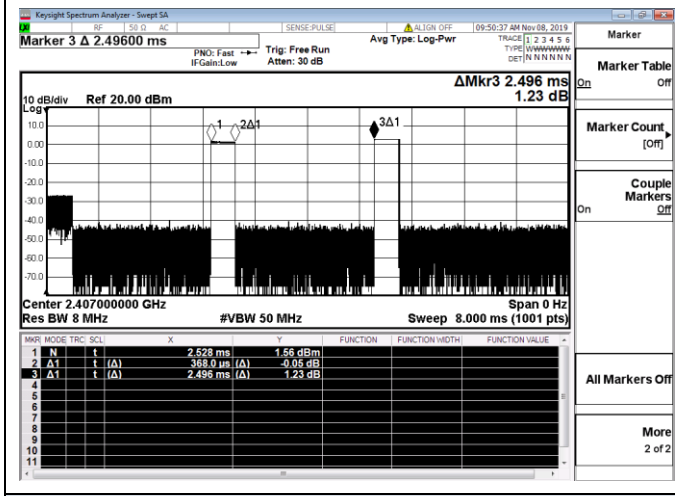 Keysight Spectrum Analyzer - Swept SA
RF 50 Ω AC SENSE:PULSE ALIGN OFF 09:50:37 AM Nov 08, 2019
Marker 3 Δ 2.49600 ms
PNO: Fast
IFGain:Low
Trig: Free Run
Atten: 30 dB
Avg Type: Log-Pwr
TRACE 1 2 3 4 5 6
TYPE WWWWWW
DET N N N N N N
Marker
Marker Table
On Off
Marker Count
[Off]
Couple
Markers
On Off
All Markers Off
More
2 of 2
ΔMkr3 2.496 ms
1.23 dB
10 dB/div Ref 20.00 dBm
Log
1 2Δ1 3Δ1
10.0
0.00
-10.0
-20.0
-30.0
-40.0
-50.0
-60.0
-70.0
Center 2.407000000 GHz Span 0 Hz
Res BW 8 MHz #VBW 50 MHz Sweep 8.000 ms (1001 pts)
MKR MODE TRC SCL X Y FUNCTION FUNCTION WIDTH FUNCTION VALUE
1 N t 2.528 ms 1.56 dBm
2 Δ1 t (Δ) 368.0 µs (Δ) -0.05 dB
3 Δ1 t (Δ) 2.496 ms (Δ) 1.23 dB
4
5
6
7
8
9
10
11